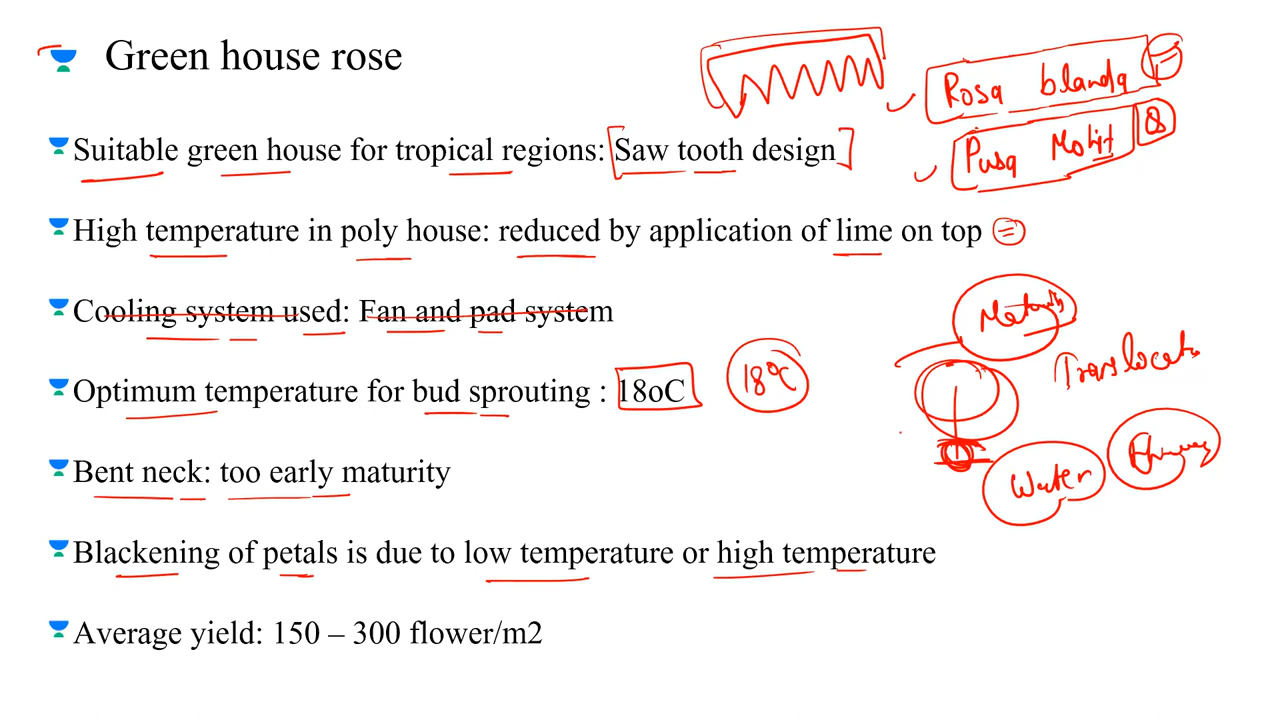 Green house rose
Rosa blanda
Suitable green house for tropical regions: Saw tooth design
Pusa Mohit
High temperature in poly house: reduced by application of lime on top
Cooling system used: Fan and pad system
Maturity
Optimum temperature for bud sprouting : 18oC
18°C
Bent neck: too early maturity
Water
Blackening of petals is due to low temperature or high temperature
Average yield: 150 – 300 flower/m2